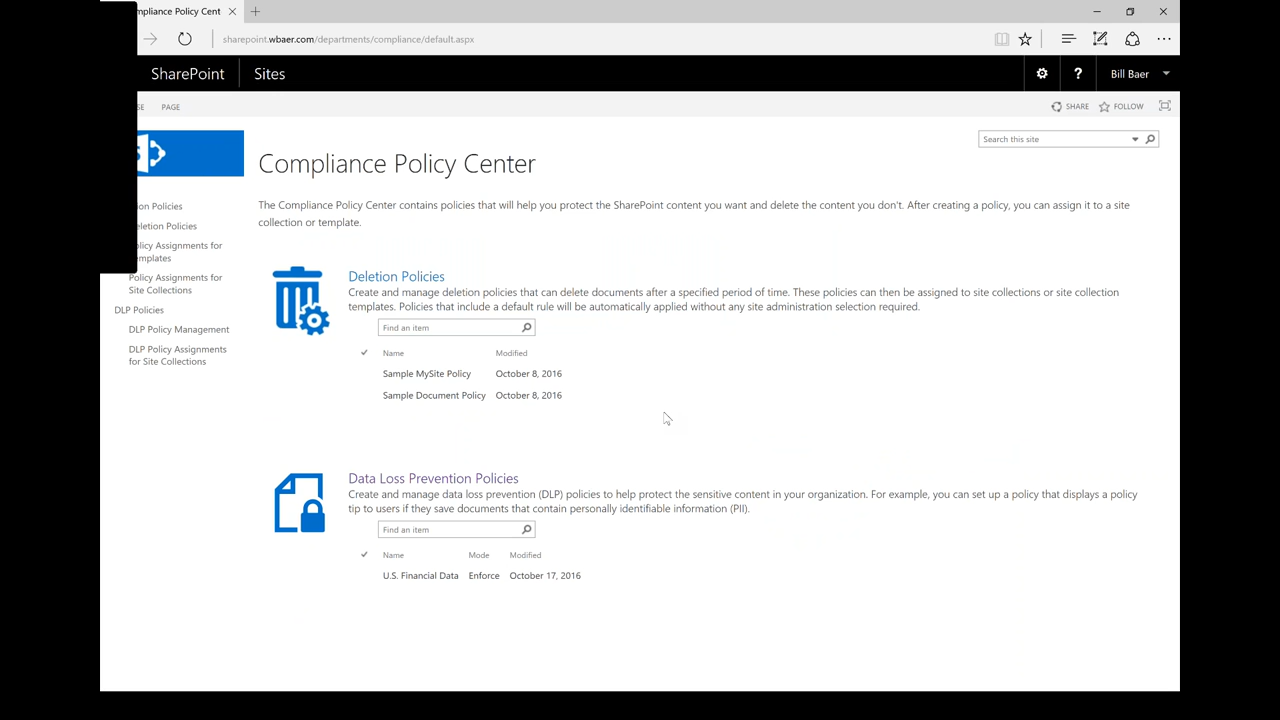 Compliance Policy Cent
sharepoint.wbaer.com/departments/compliance/default.aspx
SharePoint Sites ? Bill Baer
PAGE SHARE FOLLOW
Search this site
Compliance Policy Center
The Compliance Policy Center contains policies that will help you protect the SharePoint content you want and delete the content you don't. After creating a policy, you can assign it to a site
collection or template.
Policies
Policies
Assignments for
Policy Assignments for
Site Collections
DLP Policies
DLP Policy Management
DLP Policy Assignments
for Site Collections
Deletion Policies
Create and manage deletion policies that can delete documents after a specified period of time. These policies can then be assigned to site collections or site collection
templates. Policies that include a default rule will be automatically applied without any site administration selection required.
Find an item
Name Modified
Sample MySite Policy October 8, 2016
Sample Document Policy October 8, 2016
Data Loss Prevention Policies
Create and manage data loss prevention (DLP) policies to help protect the sensitive content in your organization. For example, you can set up a policy that displays a policy
tip to users if they save documents that contain personally identifiable information (PII).
Find an item
Name Mode Modified
U.S. Financial Data Enforce October 17, 2016